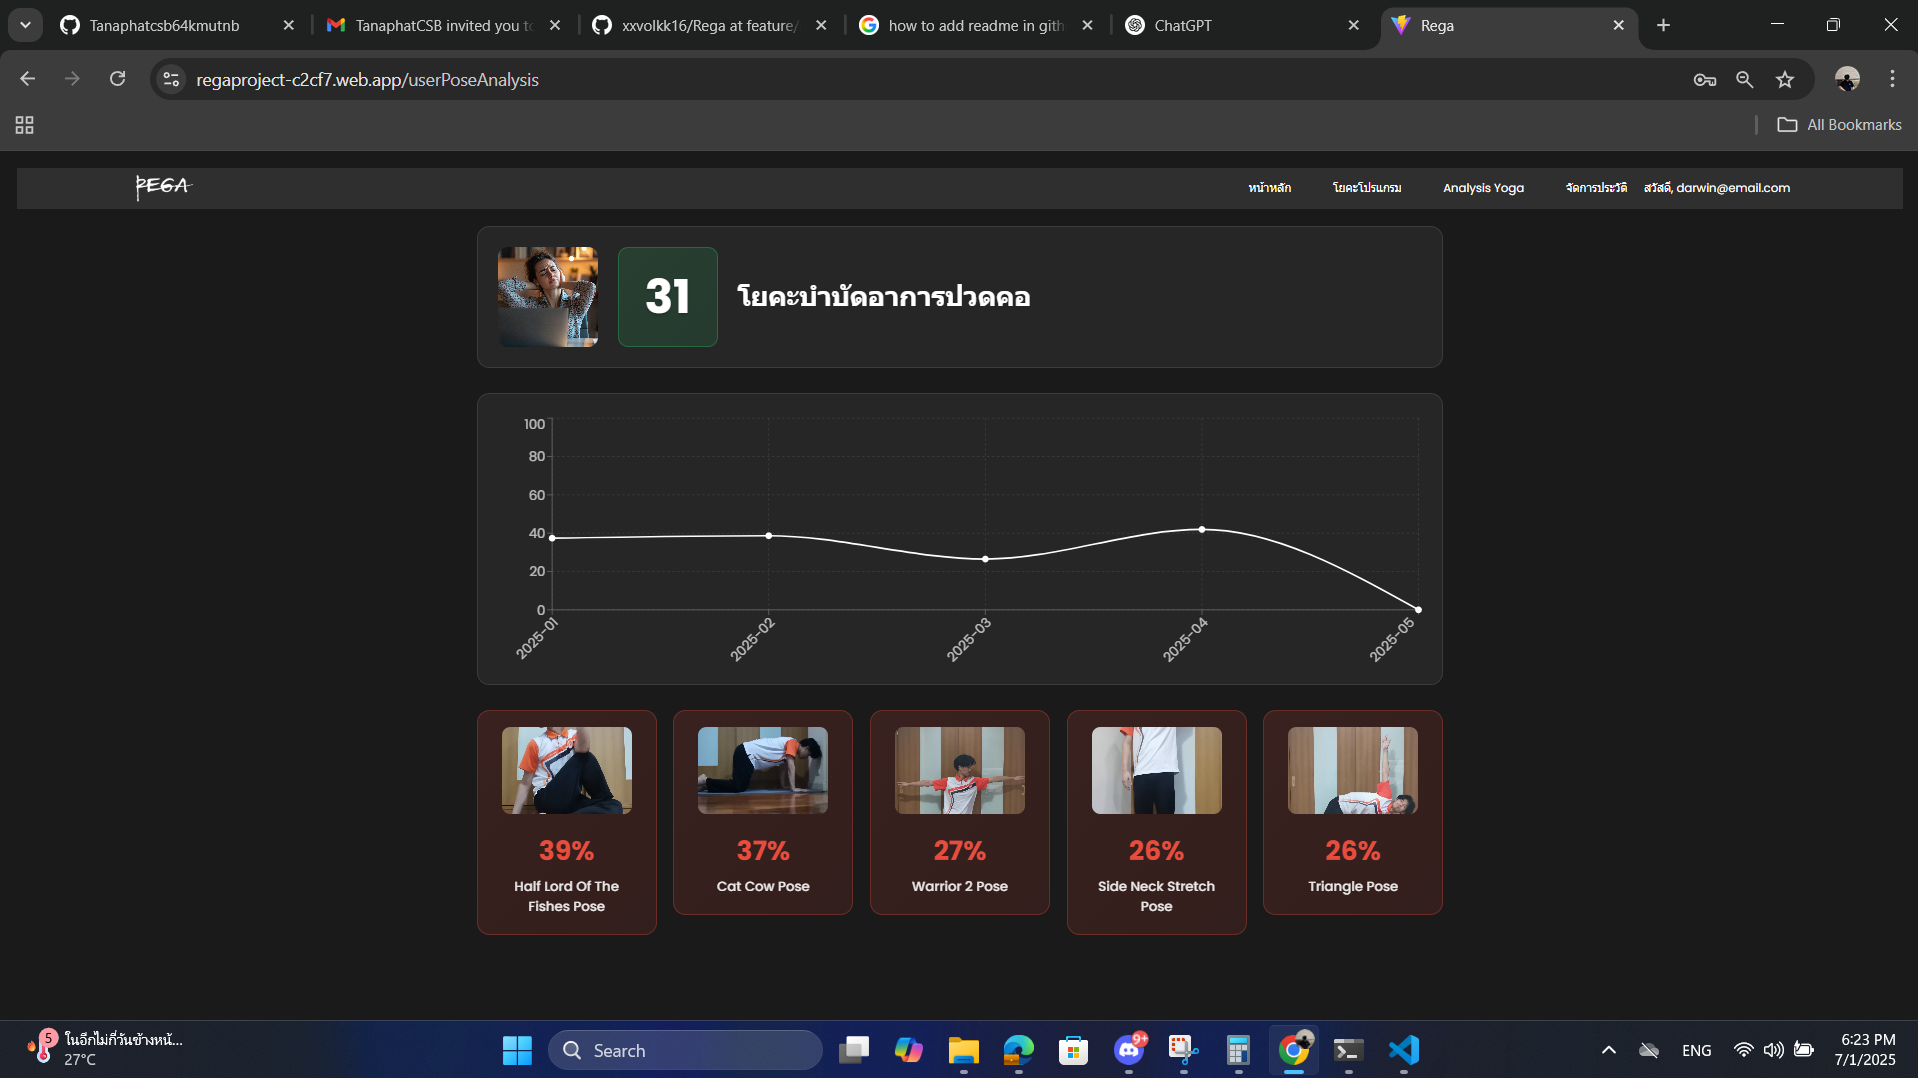 Tanaphatcsb64kmutnb
TanaphatCSB invited you to
xxvolkk16/Rega at feature/
how to add readme in gith
ChatGPT
Rega
regaproject-c2cf7.web.app/userPoseAnalysis
All Bookmarks
REGA
หน้าหลัก
โยคะโปรแกรม
Analysis Yoga
จัดการประวัติ
สวัสดี, darwin@email.com
31
โยคะบำบัดอาการปวดคอ
100
80
60
40
20
0
2025-01
2025-02
2025-03
2025-04
2025-05
39%
Half Lord Of The
Fishes Pose
37%
Cat Cow Pose
27%
Warrior 2 Pose
26%
Side Neck Stretch
Pose
26%
Triangle Pose
5
ในอีกไม่กี่วันข้างหน้...
27°C
Search
9+
ENG
6:23 PM
7/1/2025